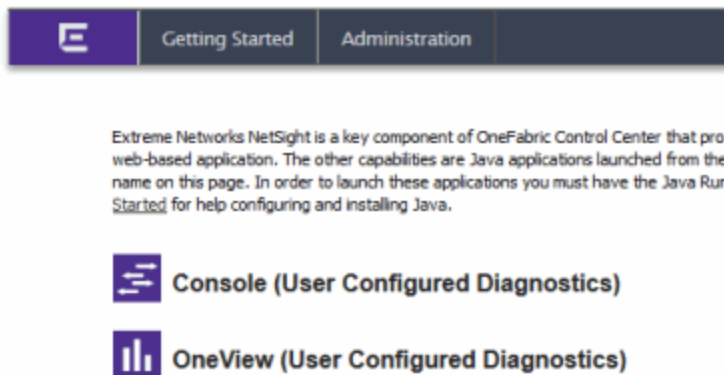 Getting Started Administration
Extreme Networks NetSight is a key component of OneFabric Control Center that pro
web-based application. The other capabilities are Java applications launched from the
name on this page. In order to launch these applications you must have the Java Rur
Started for help configuring and installing Java.
Console (User Configured Diagnostics)
OneView (User Configured Diagnostics)